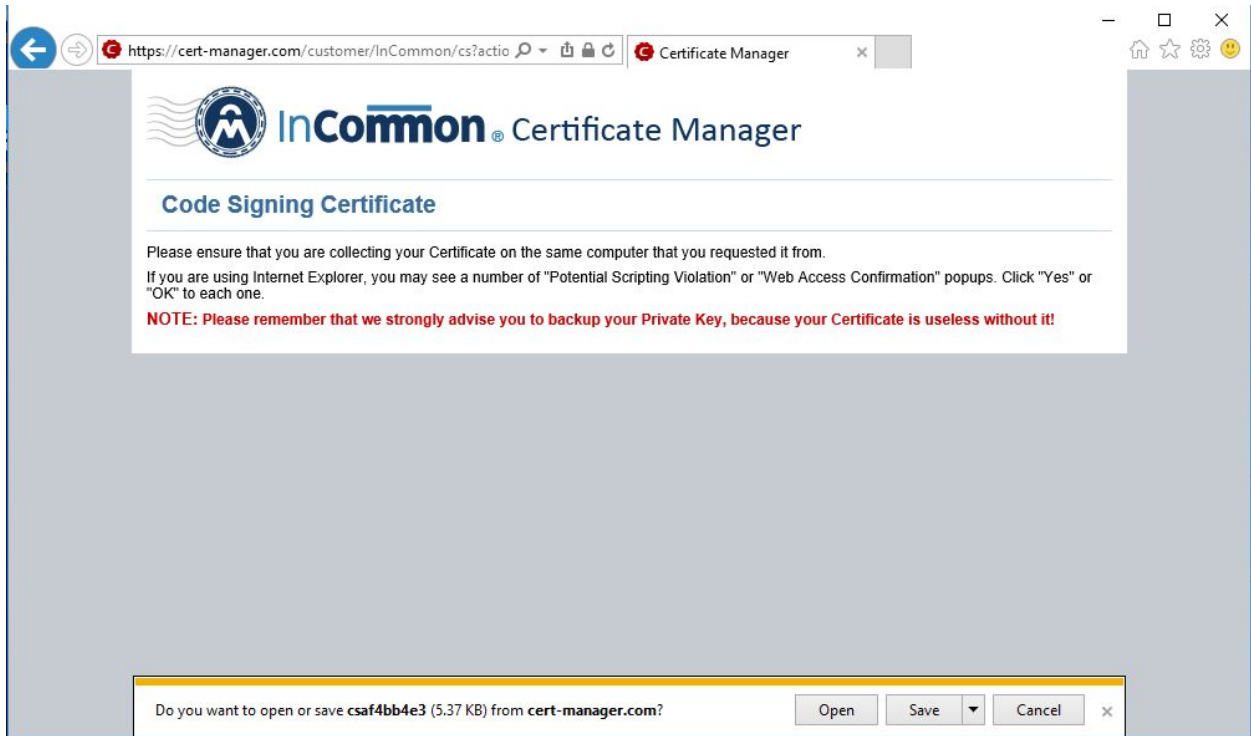 https://cert-manager.com/customer/InCommon/cs?actio
Certificate Manager
InCommon® Certificate Manager
Code Signing Certificate
Please ensure that you are collecting your Certificate on the same computer that you requested it from.
If you are using Internet Explorer, you may see a number of "Potential Scripting Violation" or "Web Access Confirmation" popups. Click "Yes" or
"OK" to each one.
NOTE: Please remember that we strongly advise you to backup your Private Key, because your Certificate is useless without it!
Do you want to open or save csaf4bb4e3 (5.37 KB) from cert-manager.com?
Open
Save
Cancel